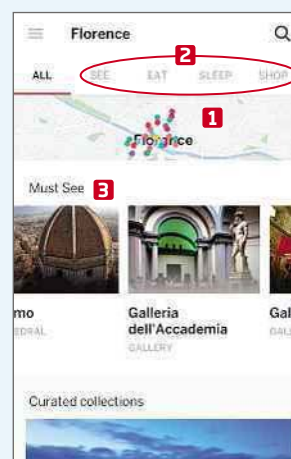 Florence
2
ALL SEE EAT SLEEP SHOP
1
Florence
Must See 3
mo Galleria dell'Accademia Gal
EDRAL GALLERY GAL
Curated collections